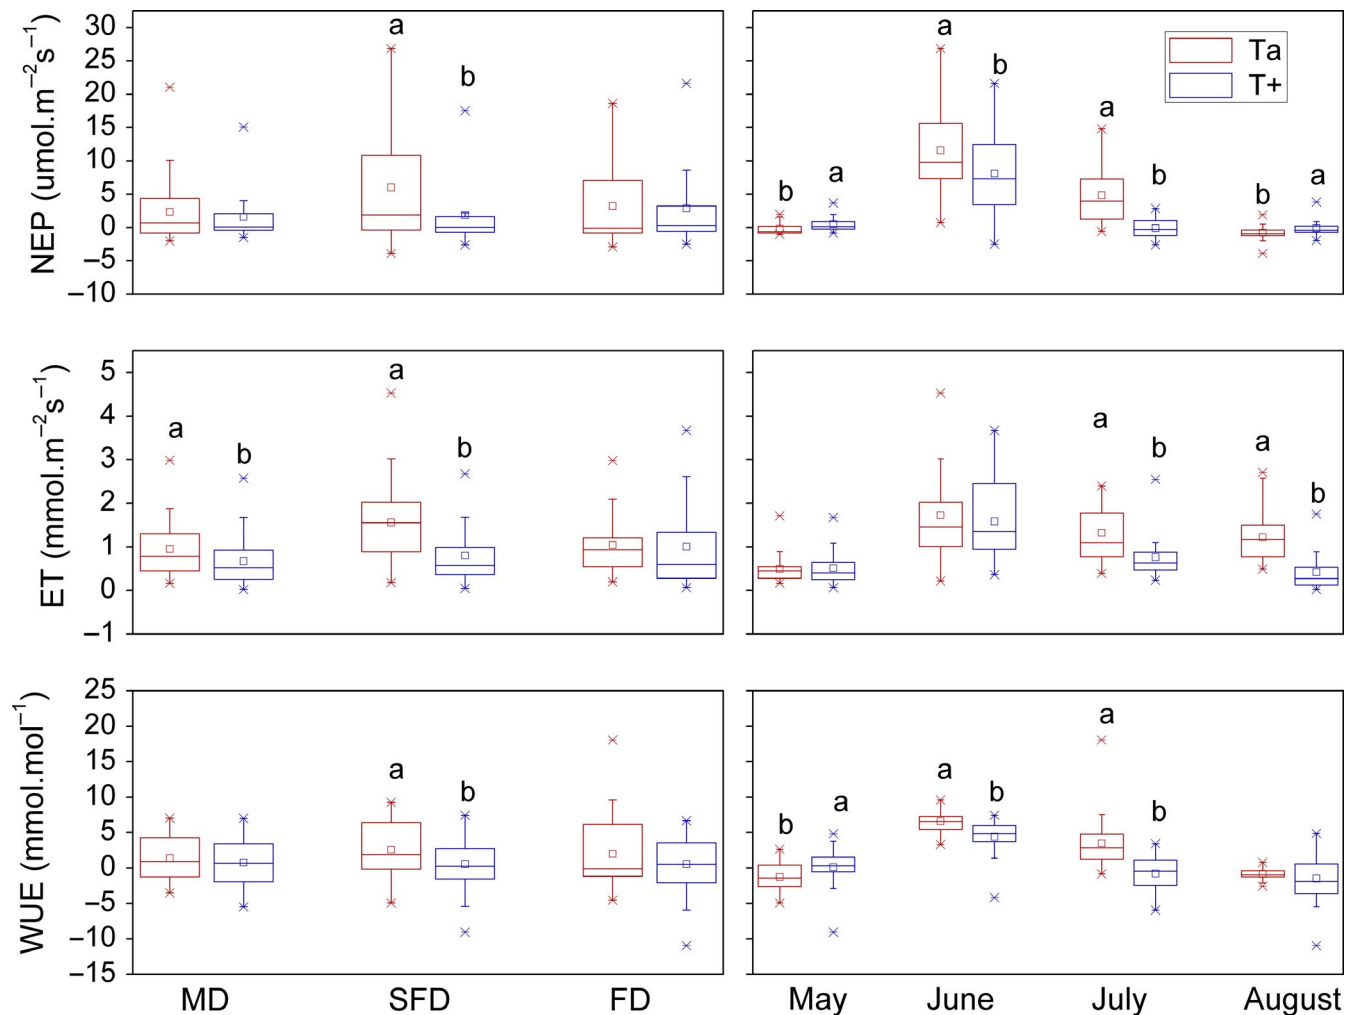 NEP (umol.m−2s−1)
30
25
20
15
10
5
0
−5
−10
a
b
a
b
a
b
b
a
a
b
a
Ta
T+
ET (mmol.m−2s−1)
5
4
3
2
1
0
−1
a
b
a
b
a
b
a
b
WUE (mmol.mol−1)
25
20
15
10
5
0
−5
−10
−15
a
b
b
a
a
b
a
b
MD SFD FD May June July August